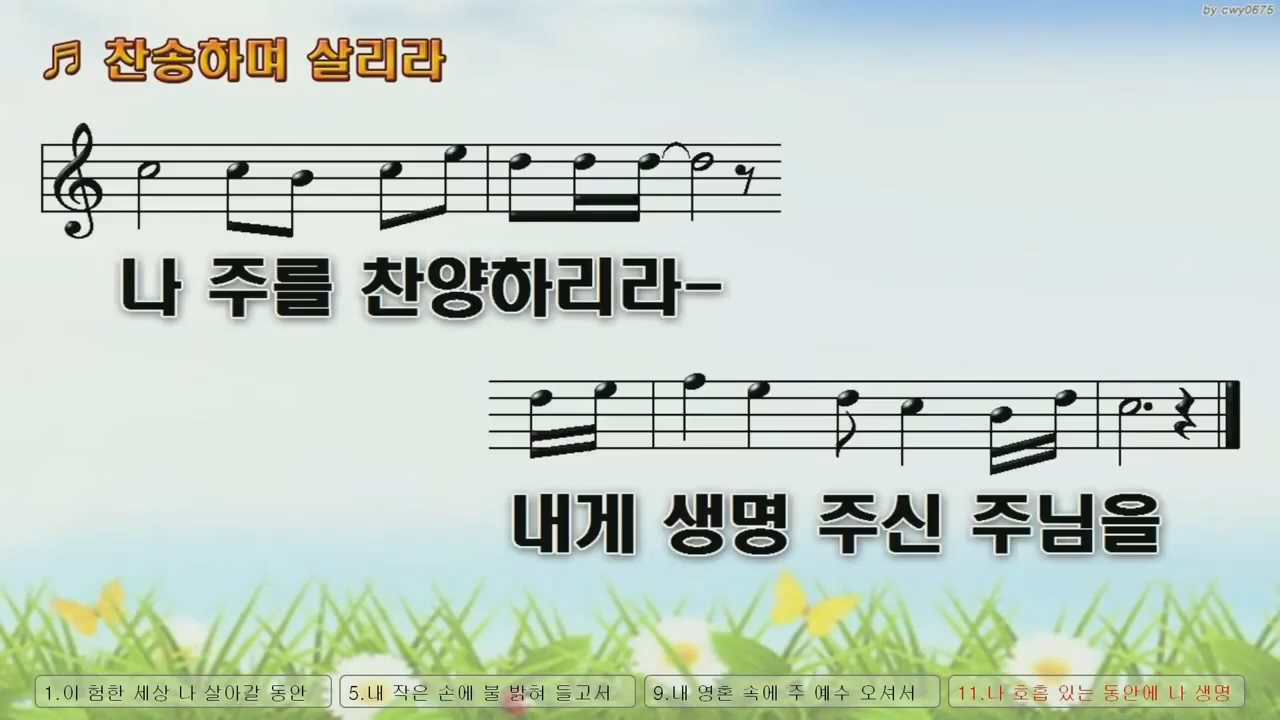 by cwy0675
찬송하며 살리라
나 주를 찬양하리라-
내게 생명 주신 주님을
1.이 험한 세상 나 살아갈 동안
5.내 작은 손에 불 밝혀 들고서
9.내 영혼 속에 주 예수 오셔서
11.나 호흡 있는 동안에 나 생명